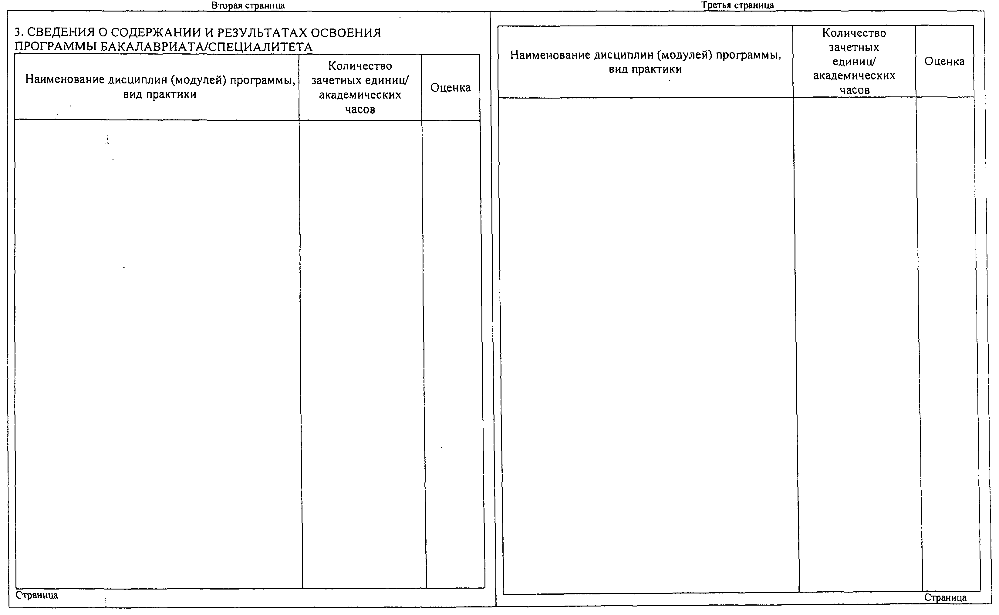 Вторая страница
3. СВЕДЕНИЯ О СОДЕРЖАНИИ И РЕЗУЛЬТАТАХ ОСВОЕНИЯ
ПРОГРАММЫ БАКАЛАВРИАТА/СПЕЦИАЛИТЕТА
Наименование дисциплин (модулей) программы,
вид практики
Количество
зачетных единиц/
академических
часов
Оценка
Страница
Третья страница
Наименование дисциплин (модулей) программы,
вид практики
Количество
зачетных
единиц/
академических
часов
Оценка
Страница